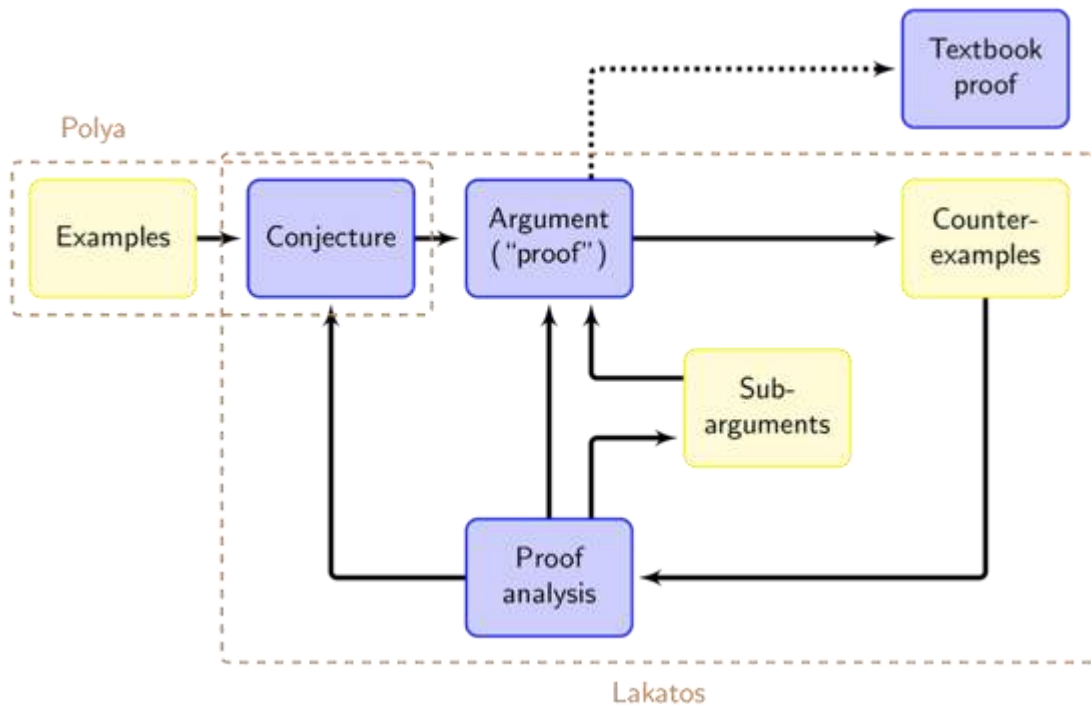 Textbook
proof
Polya
Examples
Conjecture
Argument
(“proof”)
Counter-
examples
Sub-
arguments
Proof
analysis
Lakatos